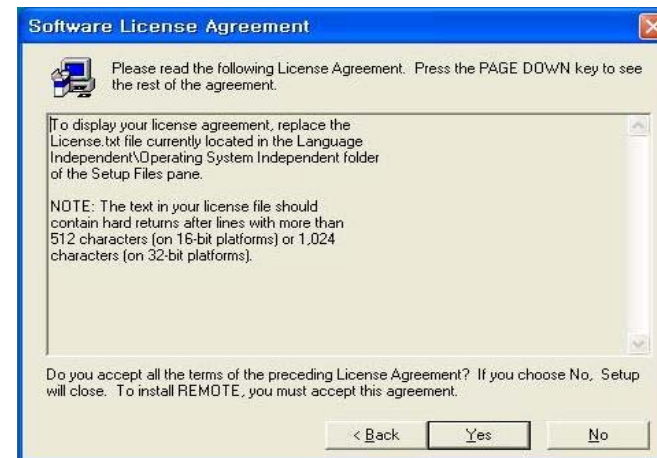 Software License Agreement
Please read the following License Agreement.  Press the PAGE DOWN key to see
the rest of the agreement.
To display your license agreement, replace the
License.txt file currently located in the Language
Independent\Operating System Independent folder
of the Setup Files pane.
NOTE: The text in your license file should
contain hard returns after lines with more than
512 characters (on 16-bit platforms) or 1,024
characters (on 32-bit platforms).
Do you accept all the terms of the preceding License Agreement?  If you choose No,  Setup
will close.  To install REMOTE, you must accept this agreement.
< Back Yes No